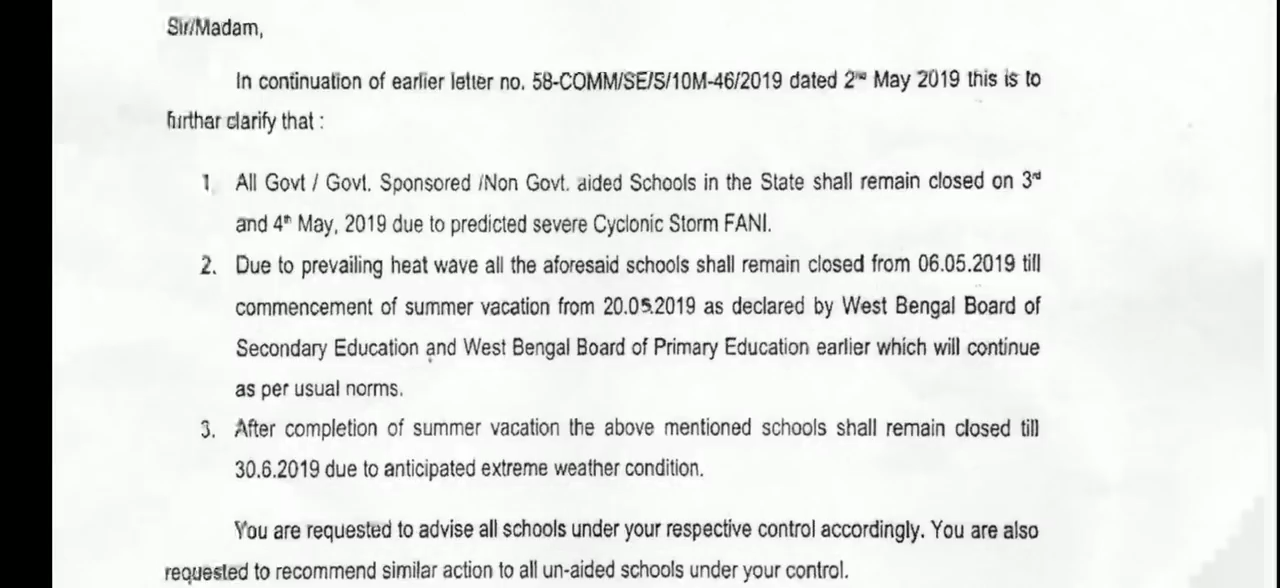 Sir/Madam,
In continuation of earlier letter no. 58-COMM/SE/S/10M-46/2019 dated 2nd May 2019 this is to
furthar clarify that :
1. All Govt / Govt. Sponsored /Non Govt. aided Schools in the State shall remain closed on 3rd
and 4th May, 2019 due to predicted severe Cyclonic Storm FANI.
2. Due to prevailing heat wave all the aforesaid schools shall remain closed from 06.05.2019 till
commencement of summer vacation from 20.05.2019 as declared by West Bengal Board of
Secondary Education and West Bengal Board of Primary Education earlier which will continue
as per usual norms.
3. After completion of summer vacation the above mentioned schools shall remain closed till
30.6.2019 due to anticipated extreme weather condition.
You are requested to advise all schools under your respective control accordingly. You are also
requested to recommend similar action to all un-aided schools under your control.